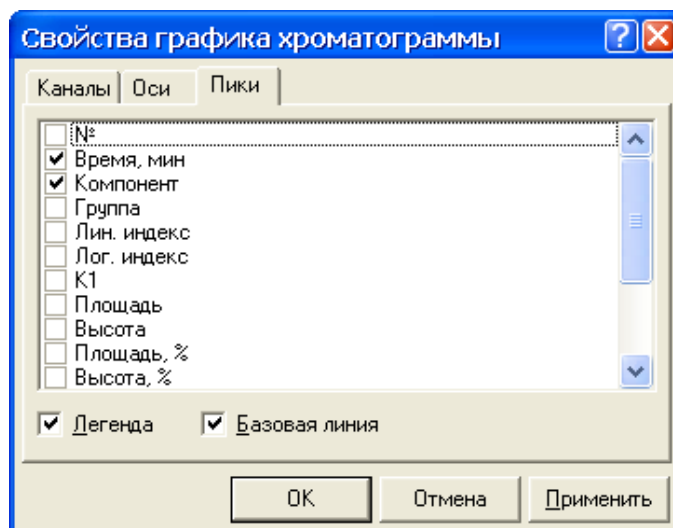 Свойства графика хроматограммы
Каналы Оси Пики
№
Время, мин
Компонент
Группа
Лин. индекс
Лог. индекс
К1
Площадь
Высота
Площадь, %
Высота, %
Легенда Базовая линия
OK Отмена Применить